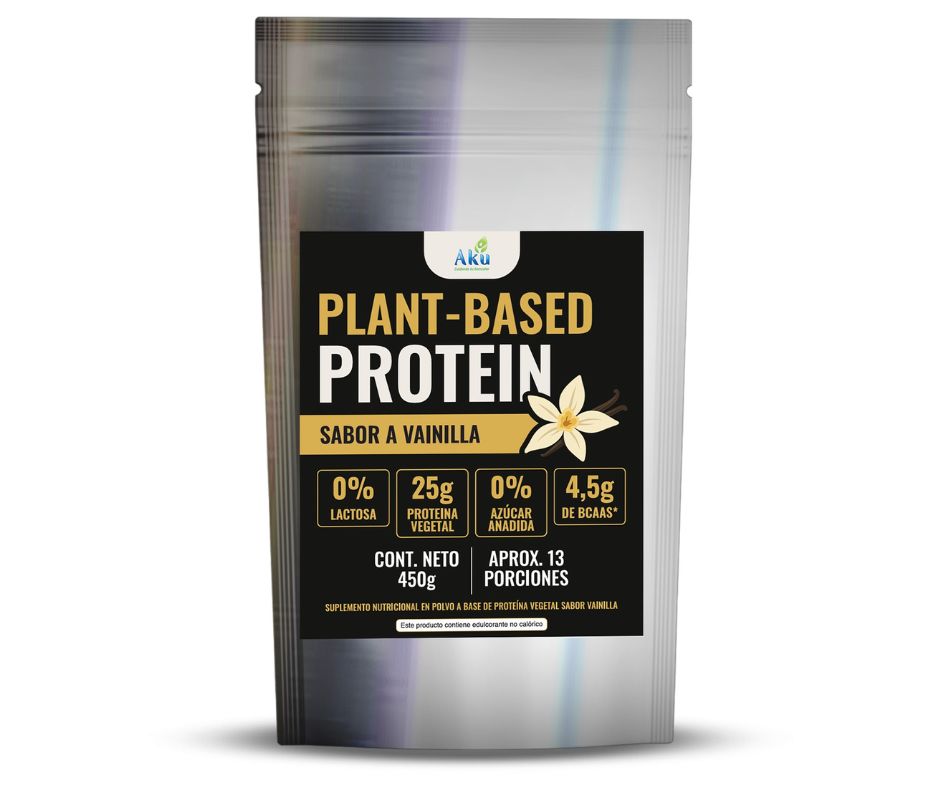 Akú
PLANT-BASED
PROTEIN
SABOR A VAINILLA
0%
LACTOSA
25g
PROTEINA
VEGETAL
0%
AZÚCAR
AÑADIDA
4,5g
DE BCAAS*
CONT. NETO
450g
APROX. 13
PORCIONES
SUPLEMENTO NUTRICIONAL EN POLVO A BASE DE PROTEÍNA VEGETAL SABOR VAINILLA
Este producto contiene edulcorante no calórico